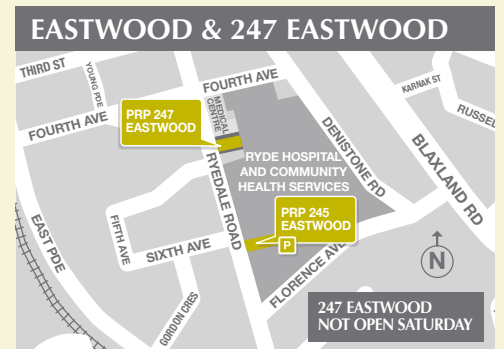 EASTWOOD & 247 EASTWOOD
THIRD ST
YOUNG PDE
FOURTH AVE
KARNAK ST
RUSSEL
PRP 247
EASTWOOD
MEDICAL
CENTRE
FOURTH AVE
DENISTONE RD
BLAXLAND RD
RYDE HOSPITAL
AND COMMUNITY
HEALTH SERVICES
RYEDALE ROAD
EAST PDE
FIFTH AVE
SIXTH AVE
PRP 245
EASTWOOD
P
FLORENCE AVE
GORDON CRES
N
247 EASTWOOD
NOT OPEN SATURDAY